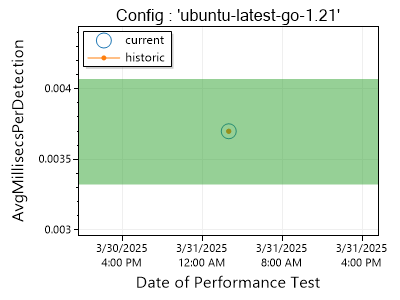 Config : 'ubuntu-latest-go-1.21'
current
historic
AvgMillisecsPerDetection
0.004
0.0035
0.003
3/30/2025 3/31/2025 3/31/2025 3/31/2025
4:00 PM 12:00 AM 8:00 AM 4:00 PM
Date of Performance Test